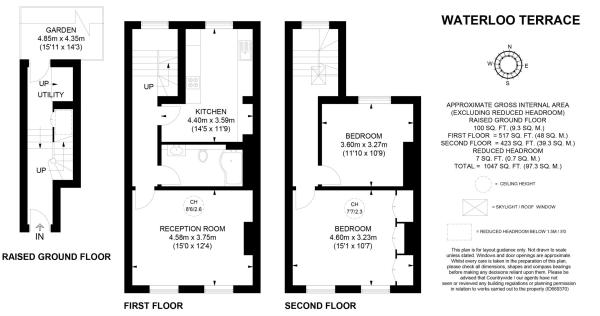 GARDEN
4.85m x 4.35m
(15'11 x 14'3)
UP
UTILITY
UP
IN
RAISED GROUND FLOOR
UP
KITCHEN
4.40m x 3.59m
(14'5 x 11'9)
CH
8'6/2.6
RECEPTION ROOM
4.58m x 3.75m
(15'0 x 12'4)
FIRST FLOOR
BEDROOM
3.60m x 3.27m
(11'10 x 10'9)
CH
7'7/2.3
BEDROOM
4.60m x 3.23m
(15'1 x 10'7)
SECOND FLOOR
WATERLOO TERRACE
N
W
E
S
APPROXIMATE GROSS INTERNAL AREA
(EXCLUDING REDUCED HEADROOM)
RAISED GROUND FLOOR
100 SQ. FT. (9.3 SQ. M.)
FIRST FLOOR = 517 SQ. FT. (48 SQ. M.)
SECOND FLOOR = 423 SQ. FT. (39.3 SQ. M.)
REDUCED HEADROOM
7 SQ. FT. (0.7 SQ. M.)
TOTAL = 1047 SQ. FT. (97.3 SQ. M.)
CH
= CEILING HEIGHT
= SKYLIGHT / ROOF WINDOW
= REDUCED HEADROOM BELOW 1.5M / 5'0
This plan is for layout guidance only. Not drawn to scale
unless stated. Windows and door openings are approximate.
Whilst every care is taken in the preparation of this plan,
please check all dimensions, shapes and compass bearings
before making any decisions reliant upon them. Please be
advised that Countrywide / our agents have not
seen or reviewed any building regulations or planning permission
in relation to works carried out to the property (ID669370)